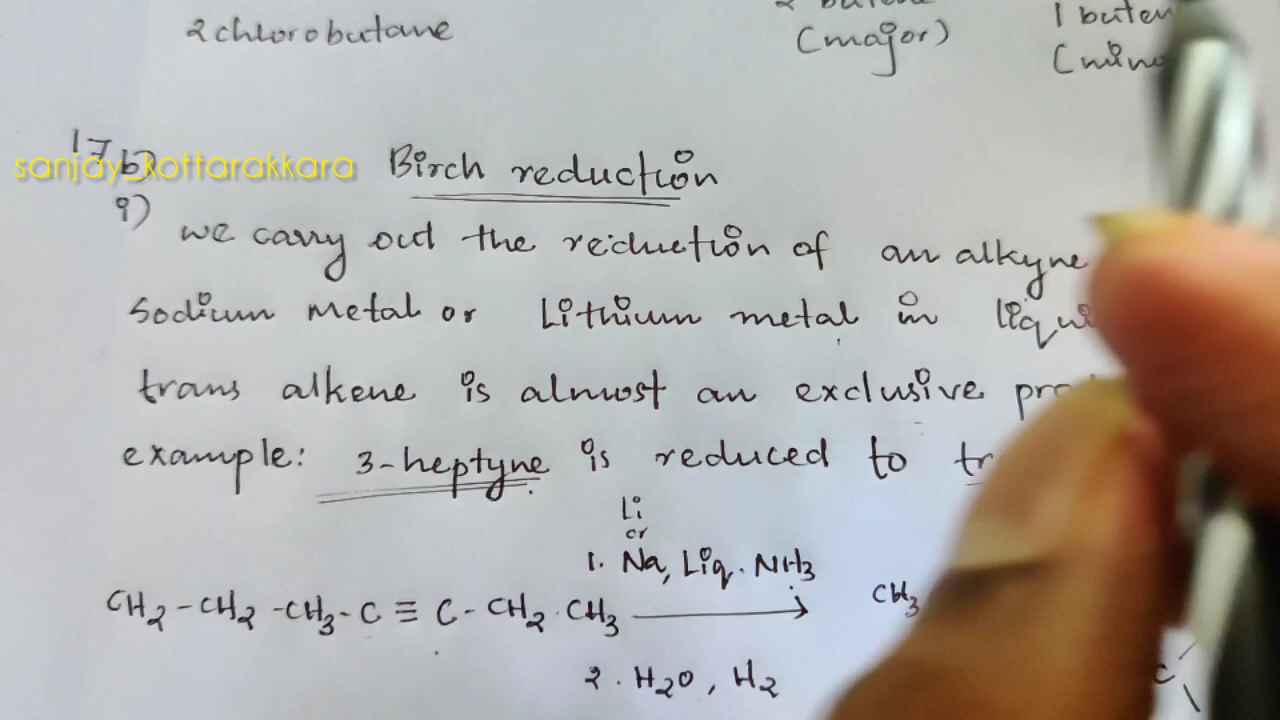 2 chlorobutane
(major)
1 buten
(mino
17 b)
sanjay_kottarakkara
Birch reduction
i)
we carry out the reduction of an alkyne
Sodium metal or Lithium metal in liqui
trans alkene is almost an exclusive pro
example: 3-heptyne is reduced to tr
Li
or
1. Na, Liq. NH3
CH2 - CH2 - CH3 - C ≡ C - CH2 . CH3 CH3
2. H2O, H2
C